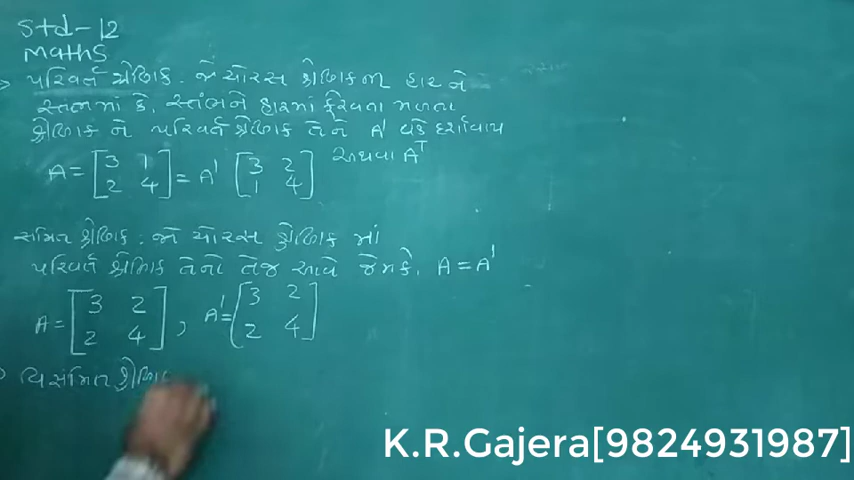 Std-12
Maths
પરિવર્ત શ્રેણિક : જો ચોરસ શ્રેણિકના હાર ને
સ્તંભમાં કે, સ્તંભને હારમાં ફેરવતા મળતા
શ્રેણિક ને પરિવર્ત શ્રેણિક તેને A' વડે દર્શાવાય
અથવા A^T
A = [3 1 = A' [3 2
2 4] 1 4]
સંમિત શ્રેણિક : જો ચોરસ શ્રેણિક માં
પરિવર્ત શ્રેણિક તેનો તેજ આવે જેમકે, A = A'
A = [3 2 , A' = [3 2
2 4] 2 4]
વિસંમિત શ્રેણિક
K.R.Gajera[9824931987]